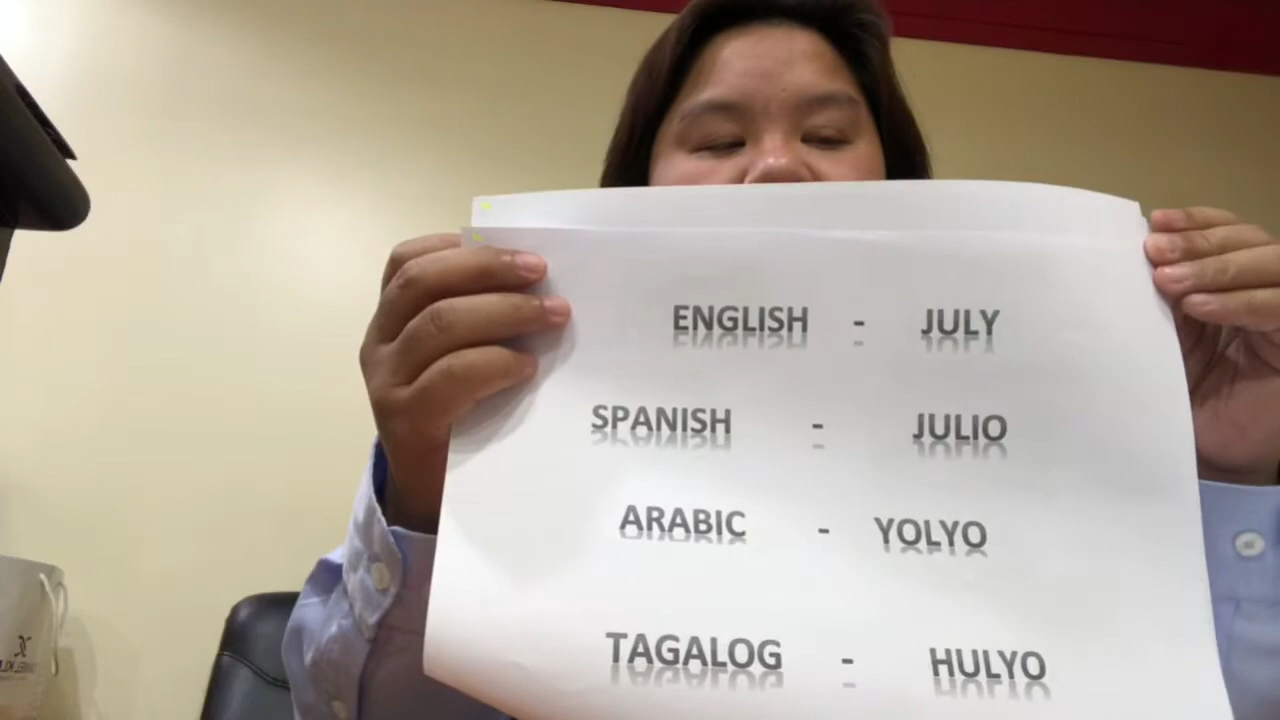 ENGLISH - JULY
SPANISH - JULIO
ARABIC - YOLYO
TAGALOG - HULYO